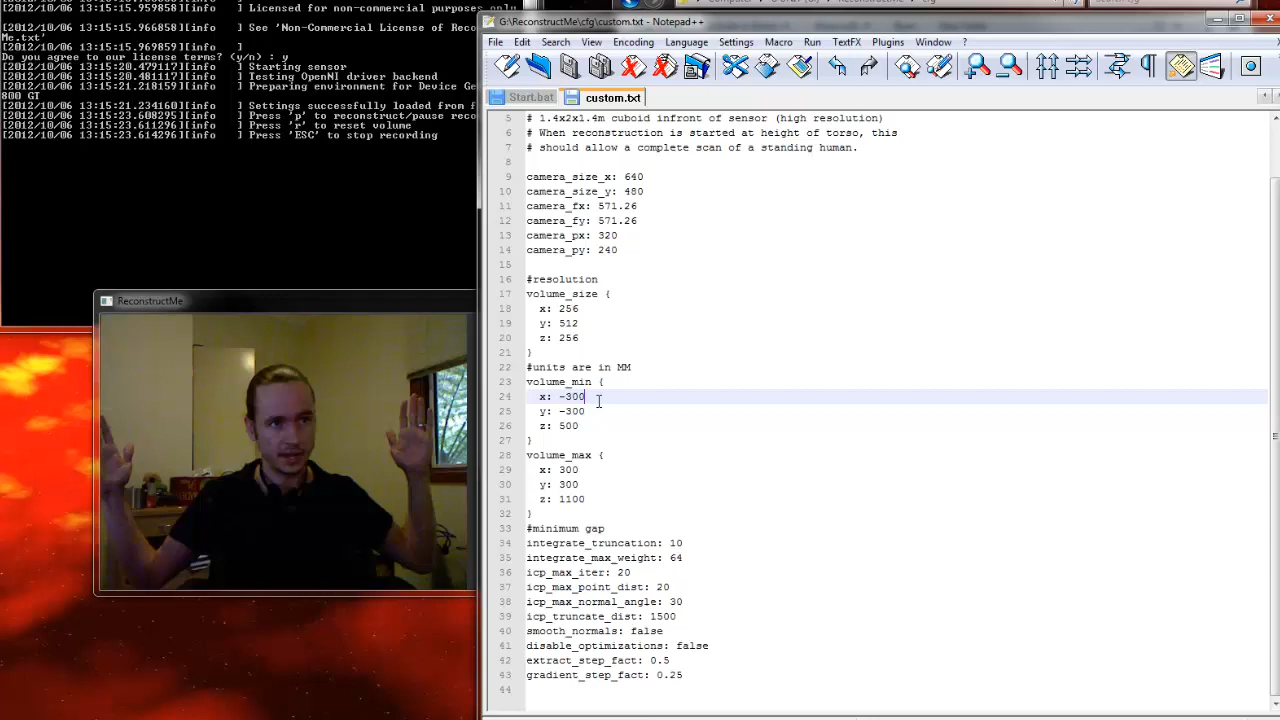 Licensed for non-commercial purposes only
[2012/10/06 13:15:15.965858][info ] See 'Non-Commercial License of Reco
Me.txt'
[2012/10/06 13:15:15.969859][info ]
Do you agree to our license terms? (y/n) : y
[2012/10/06 13:15:20.479117][info ] Starting sensor
[2012/10/06 13:15:20.481117][info ] Testing OpenNI driver backend
[2012/10/06 13:15:21.218159][info ] Preparing environment for Device Ge
800 GT
[2012/10/06 13:15:21.234160][info ] Settings successfully loaded from f
[2012/10/06 13:15:23.608295][info ] Press 'p' to reconstruct/pause reco
[2012/10/06 13:15:23.611296][info ] Press 'r' to reset volume
[2012/10/06 13:15:23.614296][info ] Press 'ESC' to stop recording
ReconstructMe
G:\ReconstructMe\cfg\custom.txt - Notepad++
File Edit Search View Encoding Language Settings Macro Run TextFX Plugins Window ?
Start.bat custom.txt
5 # 1.4x2x1.4m cuboid infront of sensor (high resolution)
6 # When reconstruction is started at height of torso, this
7 # should allow a complete scan of a standing human.
8
9 camera_size_x: 640
10 camera_size_y: 480
11 camera_fx: 571.26
12 camera_fy: 571.26
13 camera_px: 320
14 camera_py: 240
15
16 #resolution
17 volume_size {
18 x: 256
19 y: 512
20 z: 256
21 }
22 #units are in MM
23 volume_min {
24 x: -300
25 y: -300
26 z: 500
27 }
28 volume_max {
29 x: 300
30 y: 300
31 z: 1100
32 }
33 #minimum gap
34 integrate_truncation: 10
35 integrate_max_weight: 64
36 icp_max_iter: 20
37 icp_max_point_dist: 20
38 icp_max_normal_angle: 30
39 icp_truncate_dist: 1500
40 smooth_normals: false
41 disable_optimizations: false
42 extract_step_fact: 0.5
43 gradient_step_fact: 0.25
44